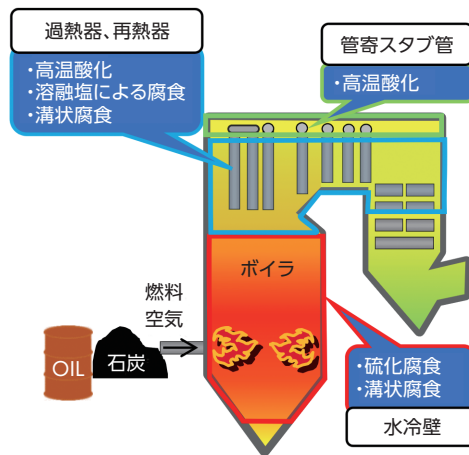 過熱器、再熱器
・高温酸化
・溶融塩による腐食
・溝状腐食
管寄スタブ管
・高温酸化
ボイラ
燃料
空気
OIL
石炭
・硫化腐食
・溝状腐食
水冷壁